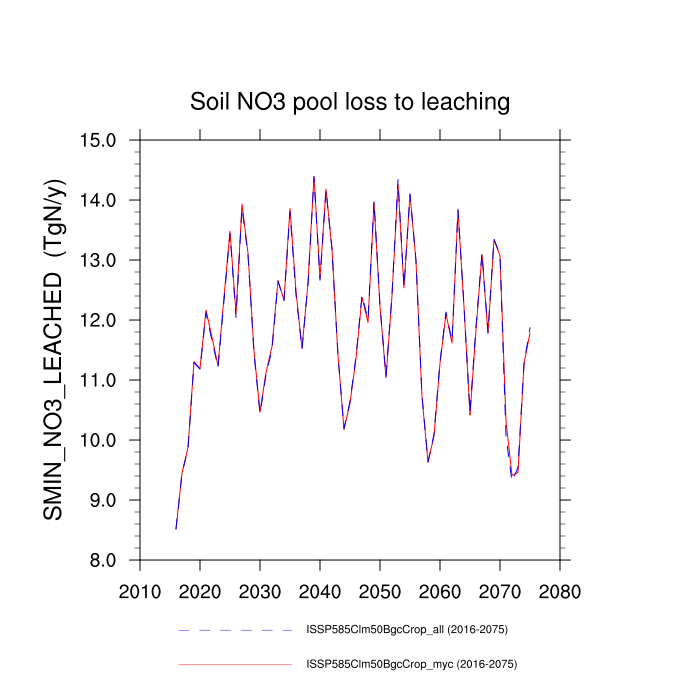 Soil NO3 pool loss to leaching
SMIN_NO3_LEACHED (TgN/y)
15.0
14.0
13.0
12.0
11.0
10.0
9.0
8.0
2010 2020 2030 2040 2050 2060 2070 2080
ISSP585Clm50BgcCrop_all (2016-2075)
ISSP585Clm50BgcCrop_myc (2016-2075)